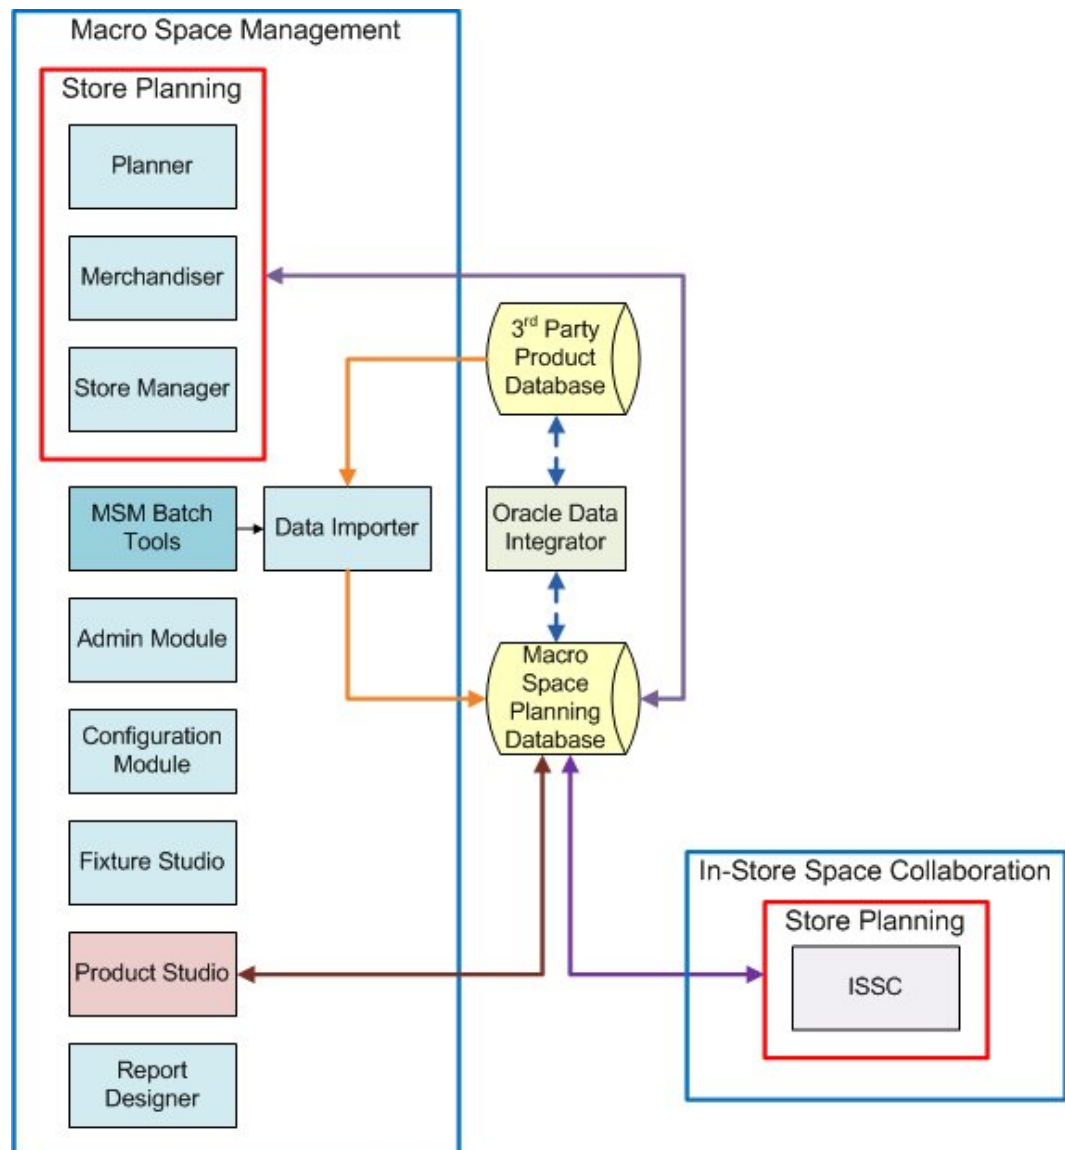 Macro Space Management
Store Planning
Planner
Merchandiser
Store Manager
3rd Party
Product
Database
MSM Batch
Tools
Data Importer
Oracle Data
Integrator
Admin Module
Macro
Space
Planning
Database
Configuration
Module
Fixture Studio
In-Store Space Collaboration
Store Planning
Product Studio
ISSC
Report
Designer